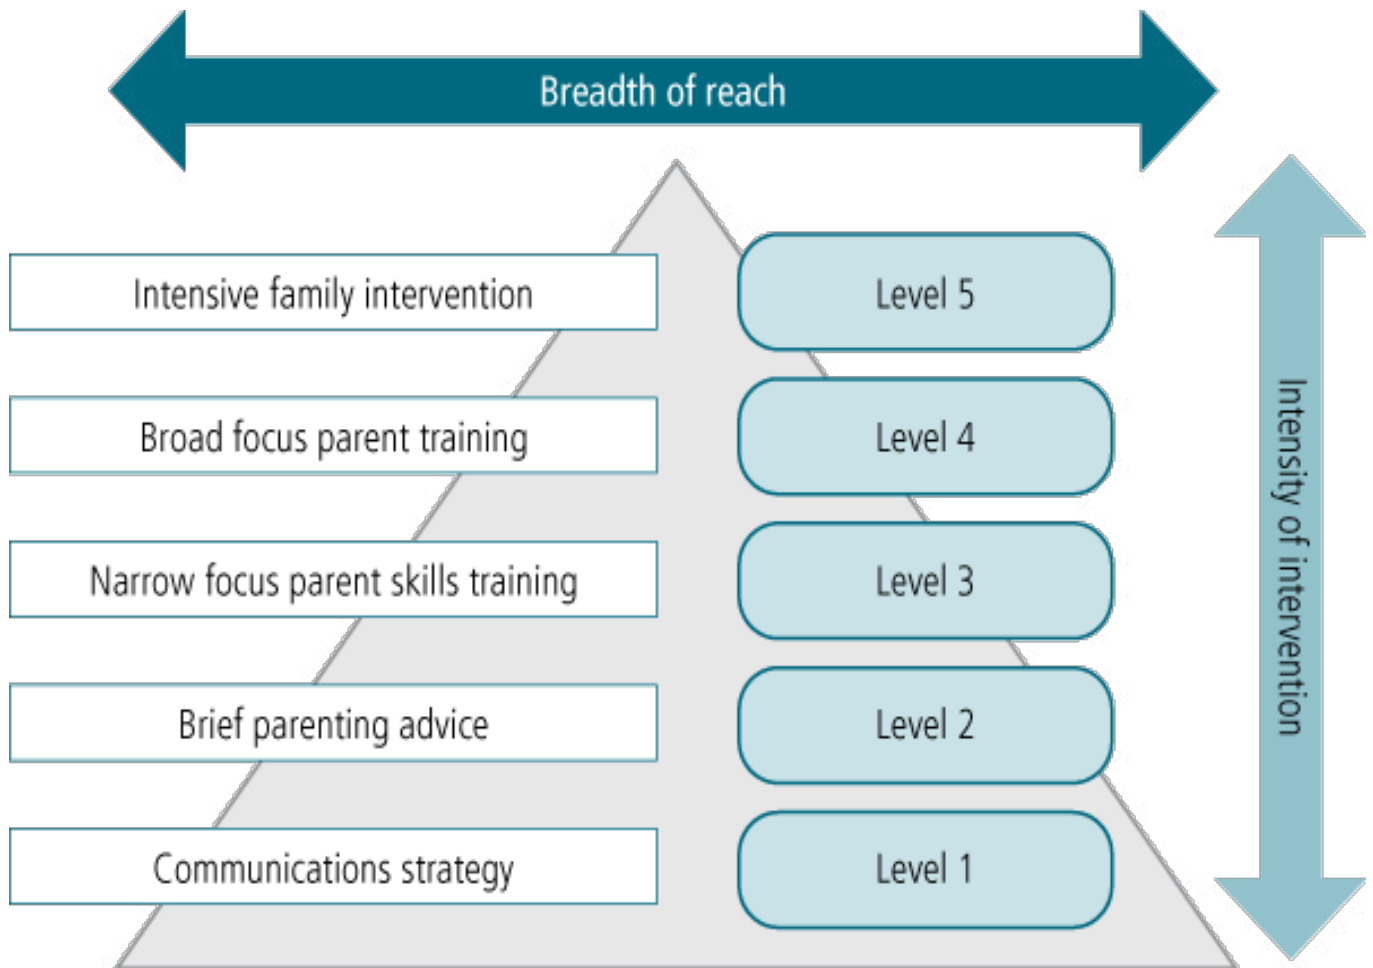 Breadth of reach
Intensive family intervention
Level 5
Broad focus parent training
Level 4
Narrow focus parent skills training
Level 3
Brief parenting advice
Level 2
Communications strategy
Level 1
Intensity of intervention